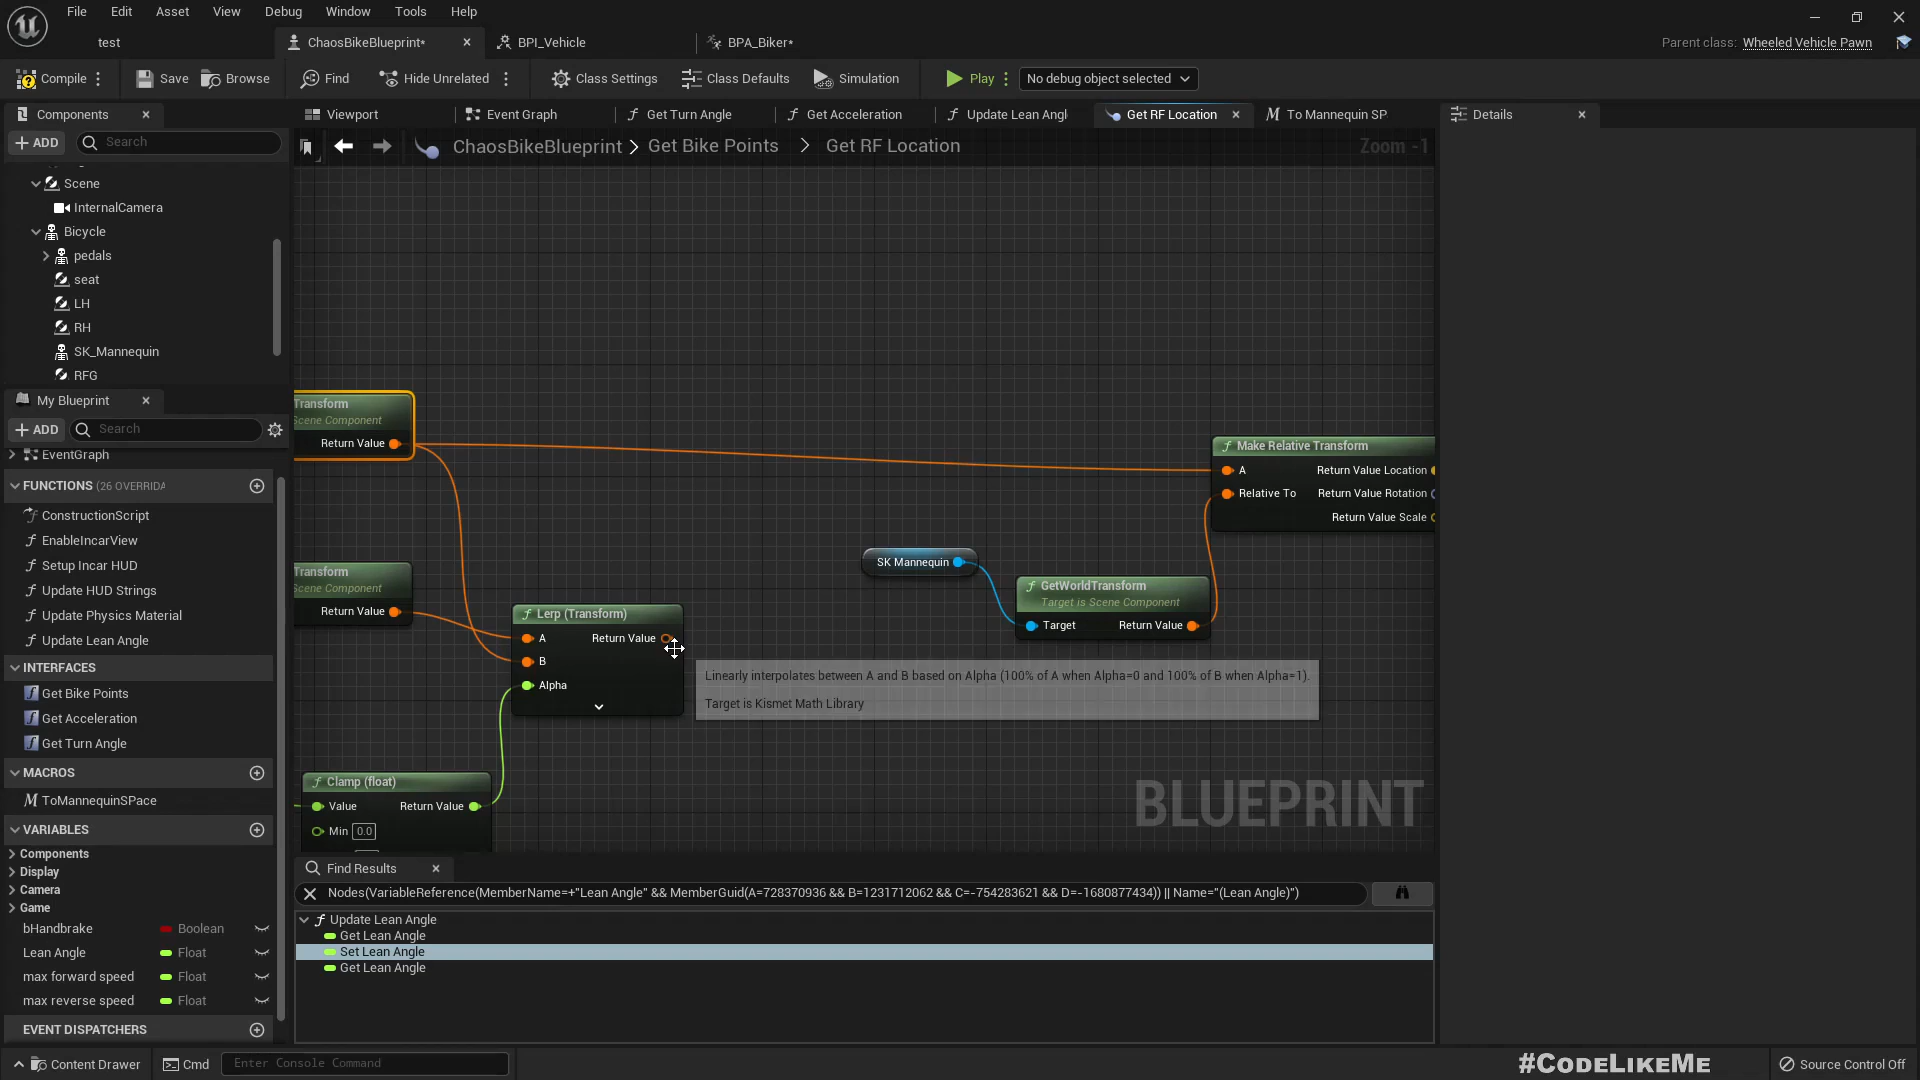 File Edit Asset View Debug Window Tools Help
test
ChaosBikeBlueprint*
BPI_Vehicle
BPA_Biker*
Parent class: Wheeled Vehicle Pawn
Compile
Save
Browse
Find
Hide Unrelated
Class Settings
Class Defaults
Simulation
Play
No debug object selected
Components
Viewport
Event Graph
Get Turn Angle
Get Acceleration
Update Lean Angl
Get RF Location
To Mannequin SP
Details
ADD
Search
ChaosBikeBlueprint > Get Bike Points > Get RF Location
Zoom -1
Scene
InternalCamera
Bicycle
pedals
seat
LH
RH
SK_Mannequin
RFG
My Blueprint
ADD
Search
EventGraph
FUNCTIONS (26 OVERRIDA
ConstructionScript
EnableIncarView
Setup Incar HUD
Update HUD Strings
Update Physics Material
Update Lean Angle
INTERFACES
Get Bike Points
Get Acceleration
Get Turn Angle
MACROS
ToMannequinSPace
VARIABLES
Components
Display
Camera
Game
bHandbrake Boolean
Lean Angle Float
max forward speed Float
max reverse speed Float
EVENT DISPATCHERS
Transform
Scene Component
Return Value
Transform
Scene Component
Return Value
Lerp (Transform)
A Return Value
B
Alpha
Clamp (float)
Value Return Value
Min 0.0
SK Mannequin
GetWorldTransform
Target is Scene Component
Target Return Value
Make Relative Transform
A Return Value Location
Relative To Return Value Rotation
Return Value Scale
Linearly interpolates between A and B based on Alpha (100% of A when Alpha=0 and 100% of B when Alpha=1).
Target is Kismet Math Library
BLUEPRINT
Find Results
Nodes(VariableReference(MemberName=+"Lean Angle" && MemberGuid(A=728370936 && B=1231712062 && C=-754283621 && D=-1680877434)) || Name="(Lean Angle)")
Update Lean Angle
Get Lean Angle
Set Lean Angle
Get Lean Angle
Content Drawer
Cmd
Enter Console Command
#CODELIKEME
Source Control Off